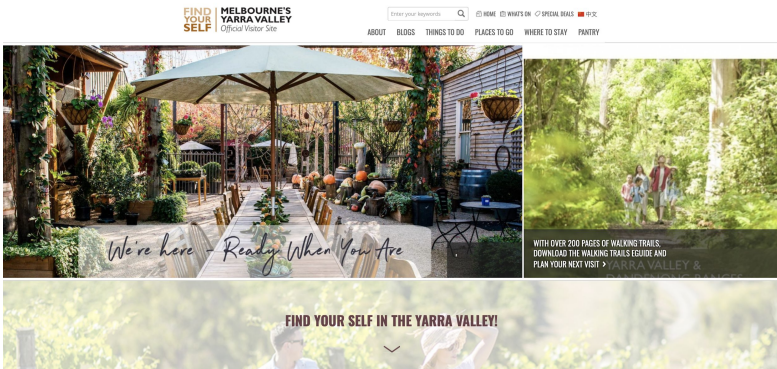 FIND
YOUR
SELF
MELBOURNE'S
YARRA VALLEY
Official Visitor Site
Enter your keywords
HOME
WHAT'S ON
SPECIAL DEALS
中文
ABOUT
BLOGS
THINGS TO DO
PLACES TO GO
WHERE TO STAY
PANTRY
We're here - Ready When You Are
WITH OVER 200 PAGES OF WALKING TRAILS,
DOWNLOAD THE WALKING TRAILS EGUIDE AND
PLAN YOUR NEXT VISIT >
YARRA VALLEY &
DANDENONG RANGES
FIND YOUR SELF IN THE YARRA VALLEY!